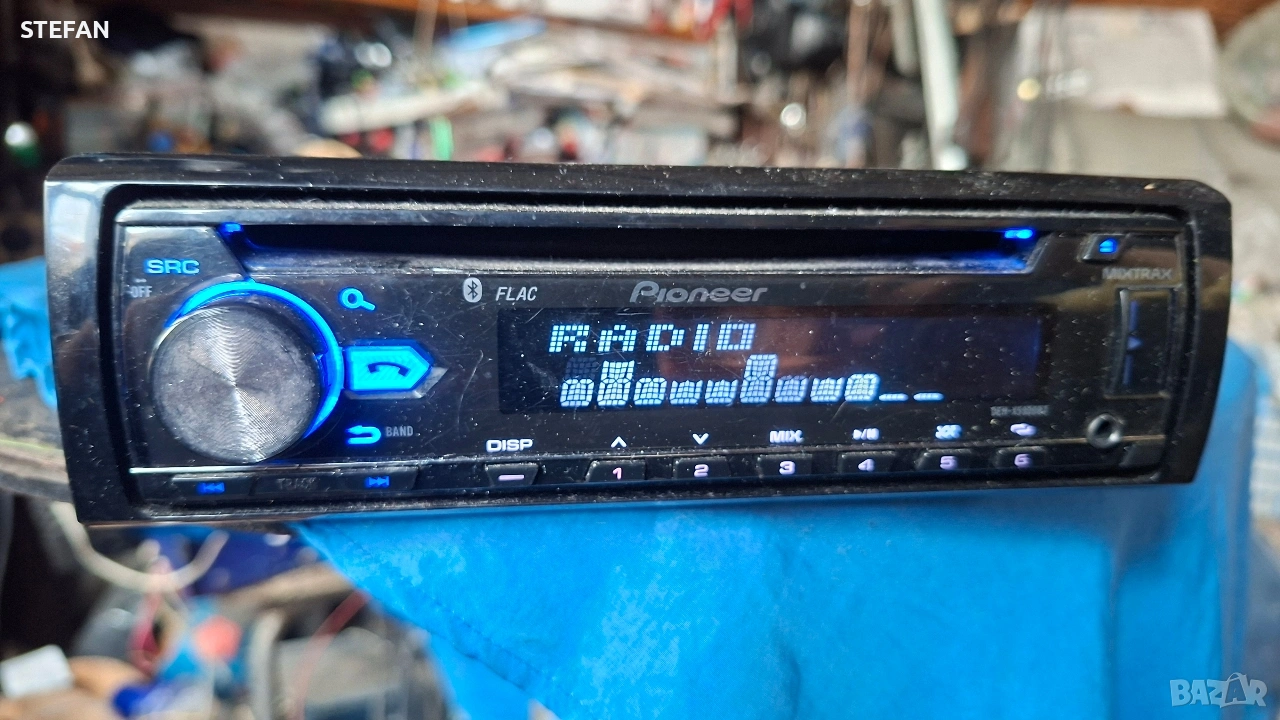 STEFAN
SRC
OFF
FLAC
Pioneer
MIXTRAX
RADIO
BAND
DISP
MIX
1 2 3 4 5 6
TRACK
BAZAR